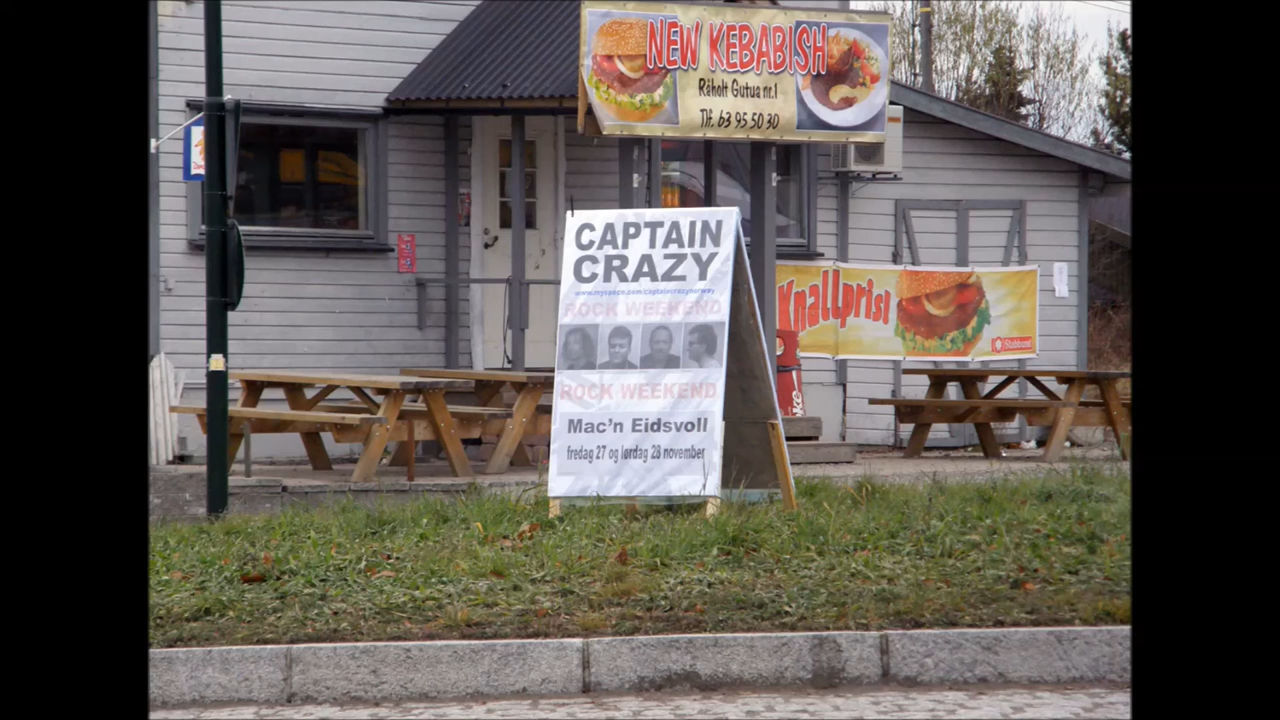 NEW KEBABISH
Råholt Gutua nr.1
Tlf. 63 95 50 30
CAPTAIN
CRAZY
www.myspace.com/captaincrazynorway
ROCK WEEKEND
ROCK WEEKEND
Mac'n Eidsvoll
fredag 27 og lørdag 28 november
Knallpris!
Stabburet